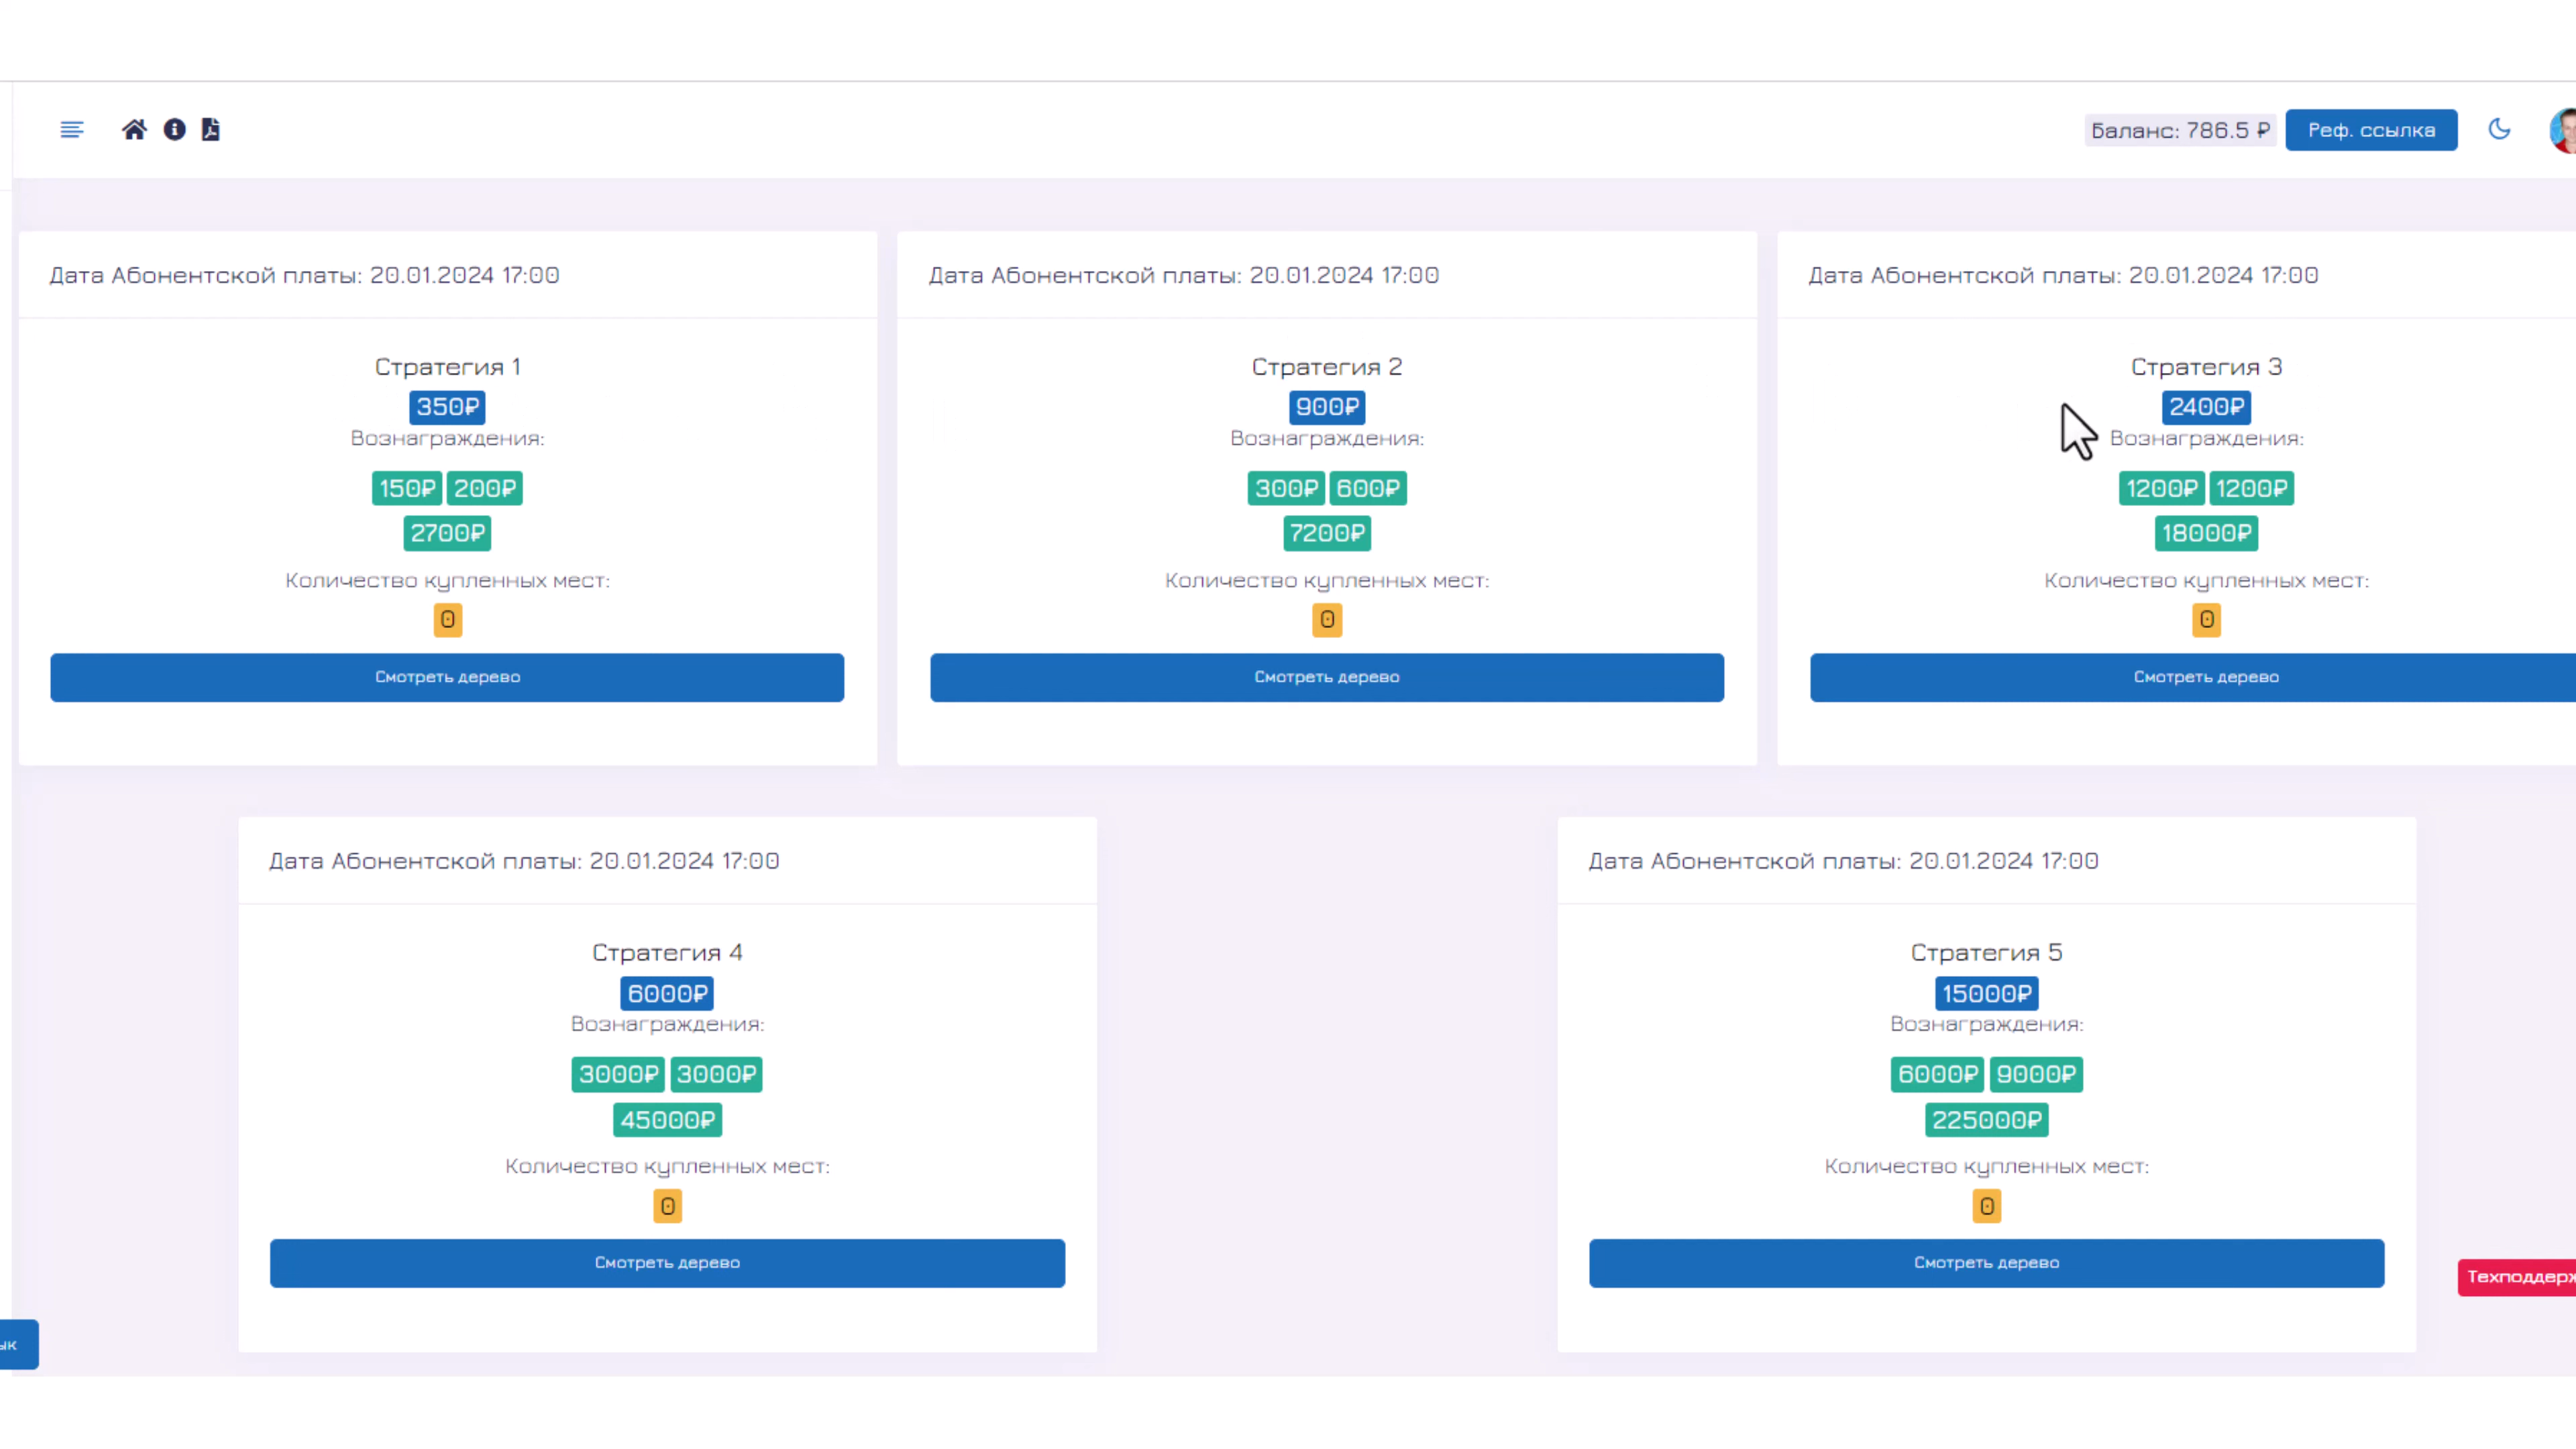 Баланс: 786.5 ₽
Реф. ссылка
Дата Абонентской платы: 20.01.2024 17:00
Стратегия 1
350₽
Вознаграждения:
150₽ 200₽
2700₽
Количество купленных мест:
0
Смотреть дерево
Дата Абонентской платы: 20.01.2024 17:00
Стратегия 2
900₽
Вознаграждения:
300₽ 600₽
7200₽
Количество купленных мест:
0
Смотреть дерево
Дата Абонентской платы: 20.01.2024 17:00
Стратегия 3
2400₽
Вознаграждения:
1200₽ 1200₽
18000₽
Количество купленных мест:
0
Смотреть дерево
Дата Абонентской платы: 20.01.2024 17:00
Стратегия 4
6000₽
Вознаграждения:
3000₽ 3000₽
45000₽
Количество купленных мест:
0
Смотреть дерево
Дата Абонентской платы: 20.01.2024 17:00
Стратегия 5
15000₽
Вознаграждения:
6000₽ 9000₽
225000₽
Количество купленных мест:
0
Смотреть дерево
Техподдерж
ык